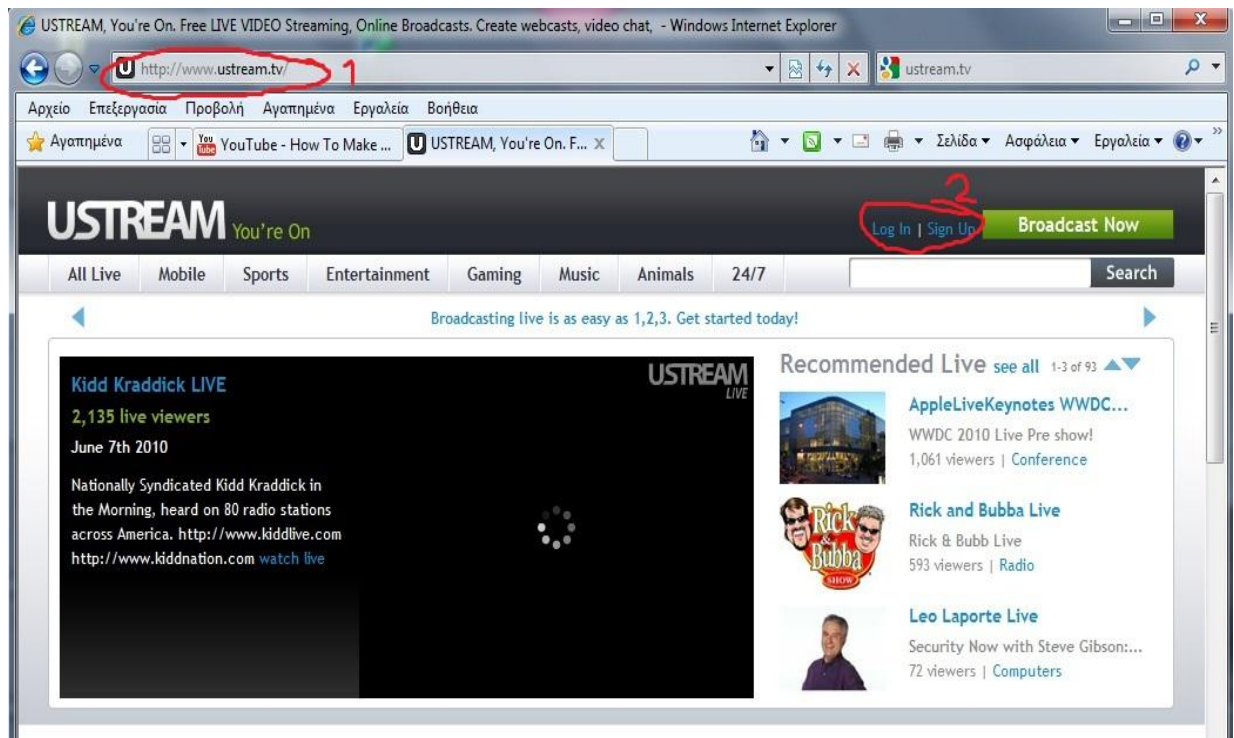 USTREAM, You're On. Free LIVE VIDEO Streaming, Online Broadcasts. Create webcasts, video chat, - Windows Internet Explorer
http://www.ustream.tv/ 1
ustream.tv
Αρχείο Επεξεργασία Προβολή Αγαπημένα Εργαλεία Βοήθεια
Αγαπημένα
You Tube
YouTube - How To Make ...
U USTREAM, You're On. F... X
Σελίδα Ασφάλεια Εργαλεία
2
USTREAM You're On
Log In | Sign Up
Broadcast Now
All Live Mobile Sports Entertainment Gaming Music Animals 24/7
Search
Broadcasting live is as easy as 1,2,3. Get started today!
Kidd Kraddick LIVE
2,135 live viewers
June 7th 2010
Nationally Syndicated Kidd Kraddick in
the Morning, heard on 80 radio stations
across America. http://www.kiddlive.com
http://www.kiddnation.com watch live
USTREAM
LIVE
Recommended Live see all 1-3 of 93
AppleLiveKeynotes WWDC...
WWDC 2010 Live Pre show!
1,061 viewers | Conference
Rick
&
Bubba
SHOW
Rick and Bubba Live
Rick & Bubb Live
593 viewers | Radio
Leo Laporte Live
Security Now with Steve Gibson:...
72 viewers | Computers